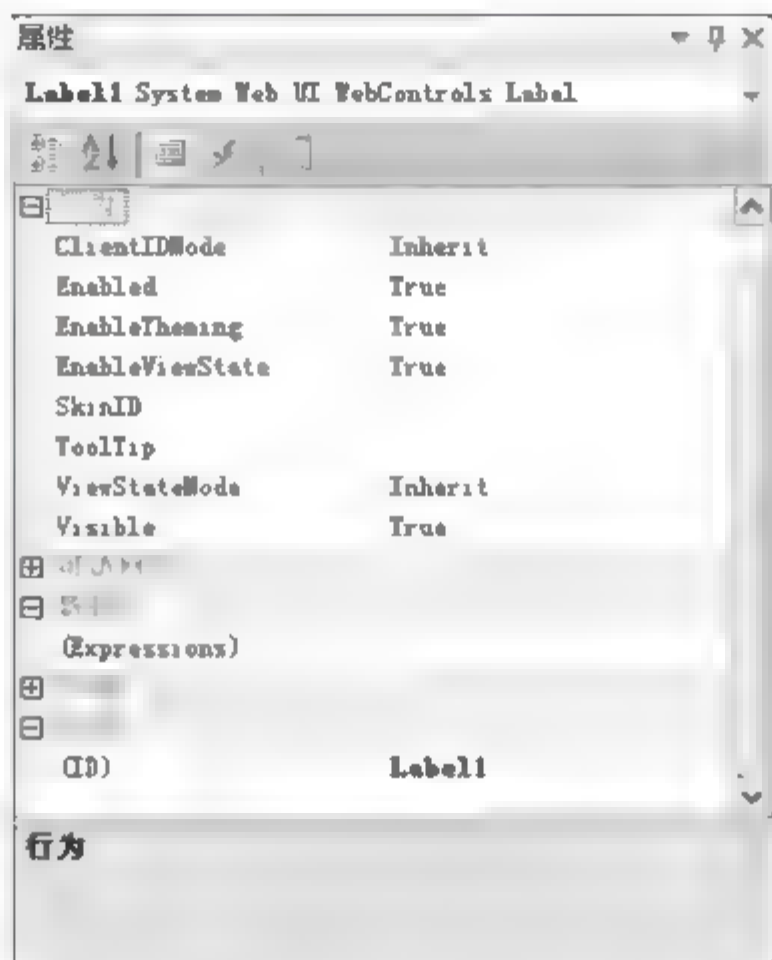 属性
Label1 System Web UI WebControls Label
ClientIDMode Inherit
Enabled True
EnableTheming True
EnableViewState True
SkinID
ToolTip
ViewStateMode Inherit
Visible True
(Expressions)
(ID) Label1
行为